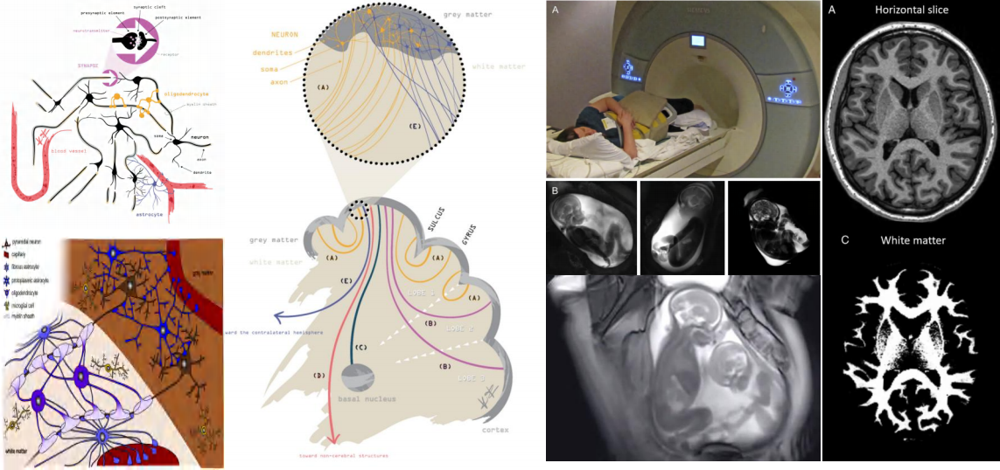 synaptic cleft
presynaptic element
postsynaptic element
neurotransmitter
receptor
SYNAPSE
oligodendrocyte
myelin sheath
soma
neuron
blood vessel
axon
dendrite
astrocyte
pyramidal neuron
capillary
fibrous astrocyte
protoplasmic astrocyte
oligodendrocyte
microglial cell
myelin sheath
grey matter
white matter
grey matter
NEURON
dendrites
white matter
soma
axon
(A)
(E)
SULCUS
GYRUS
grey matter
white matter
(A)
(A)
(E)
LOBE 1
(A)
ward the contralateral hemisphere
(B)
LOBE 2
(C)
(B)
(D)
LOBE 3
basal nucleus
cortex
toward non-cerebral structures
A
B
A
Horizontal slice
C
White matter